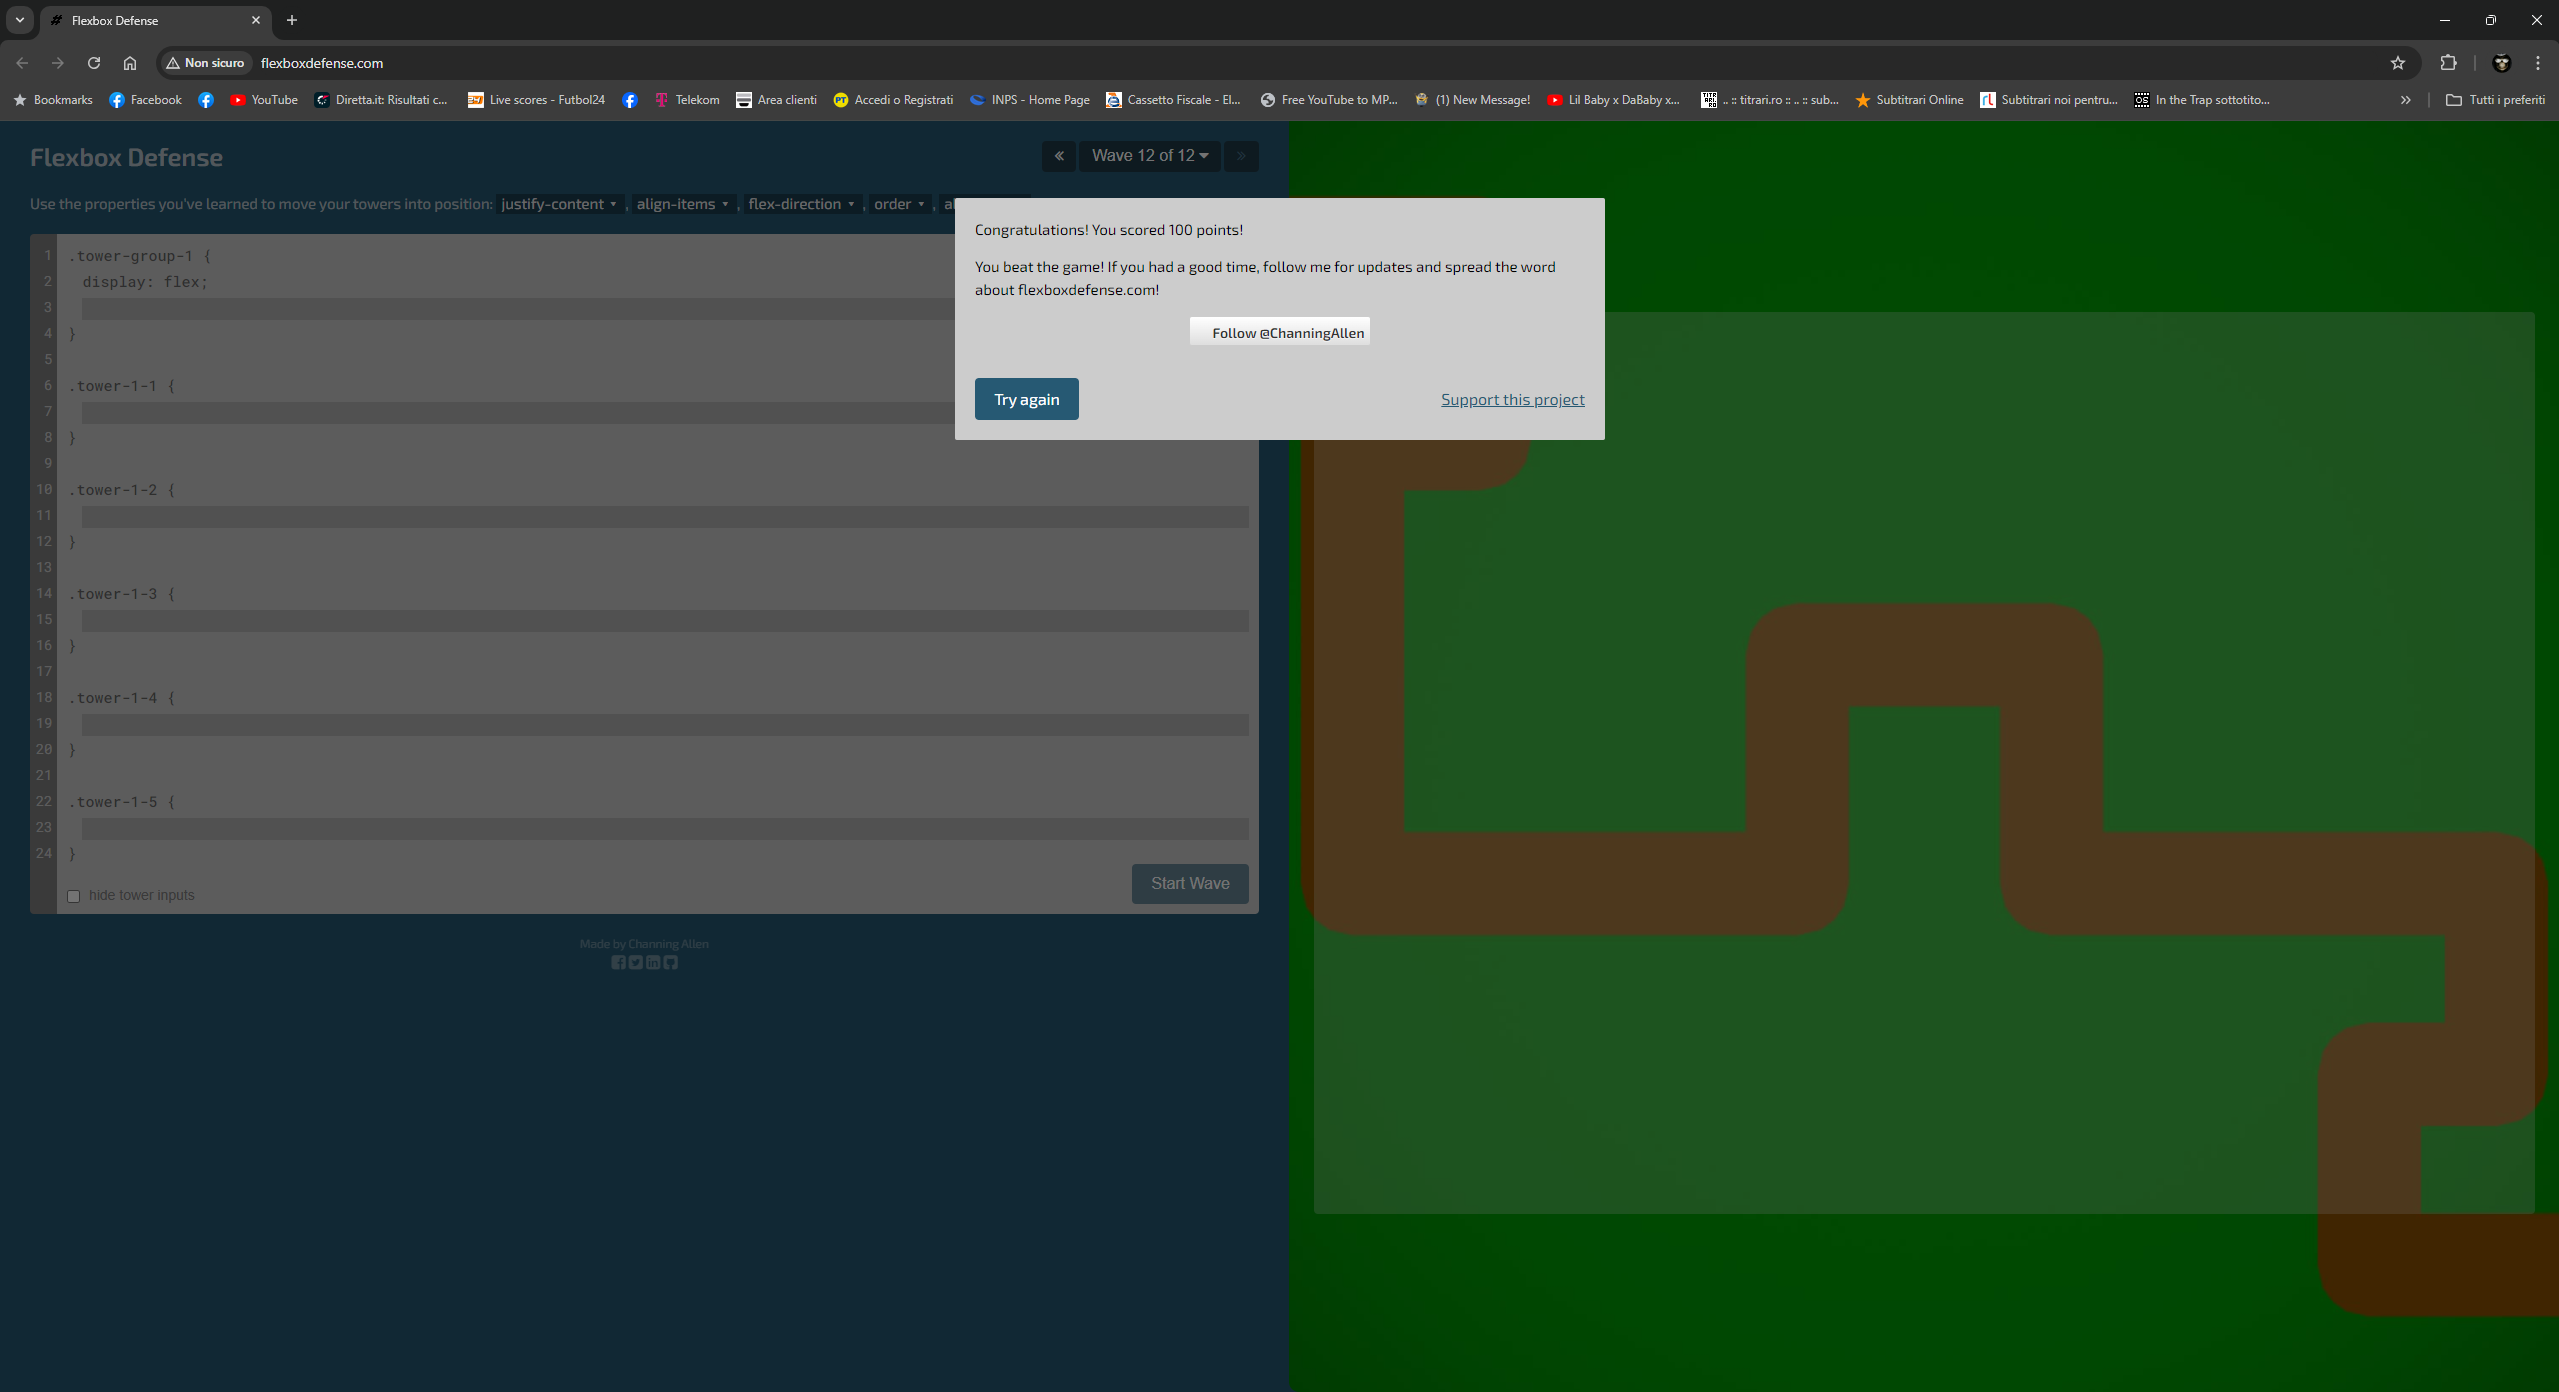 Flexbox Defense
Non sicuro flexboxdefense.com
Bookmarks Facebook YouTube Diretta.it: Risultati c... Live scores - Futbol24 Telekom Area clienti Accedi o Registrati INPS - Home Page Cassetto Fiscale - El... Free YouTube to MP... (1) New Message! Lil Baby x DaBaby x... .. :: titrari.ro :: .. :: sub... Subtitrari Online Subtitrari noi pentru... In the Trap sottotito... » Tutti i preferiti
Flexbox Defense
« Wave 12 of 12 »
Use the properties you've learned to move your towers into position: justify-content , align-items , flex-direction , order ,
Congratulations! You scored 100 points!
You beat the game! If you had a good time, follow me for updates and spread the word
about flexboxdefense.com!
Follow @ChanningAllen
Try again
Support this project
1 .tower-group-1 {
2 display: flex;
3
4 }
5
6 .tower-1-1 {
7
8 }
9
10 .tower-1-2 {
11
12 }
13
14 .tower-1-3 {
15
16 }
17
18 .tower-1-4 {
19
20 }
21
22 .tower-1-5 {
23
24 }
hide tower inputs
Start Wave
Made by Channing Allen